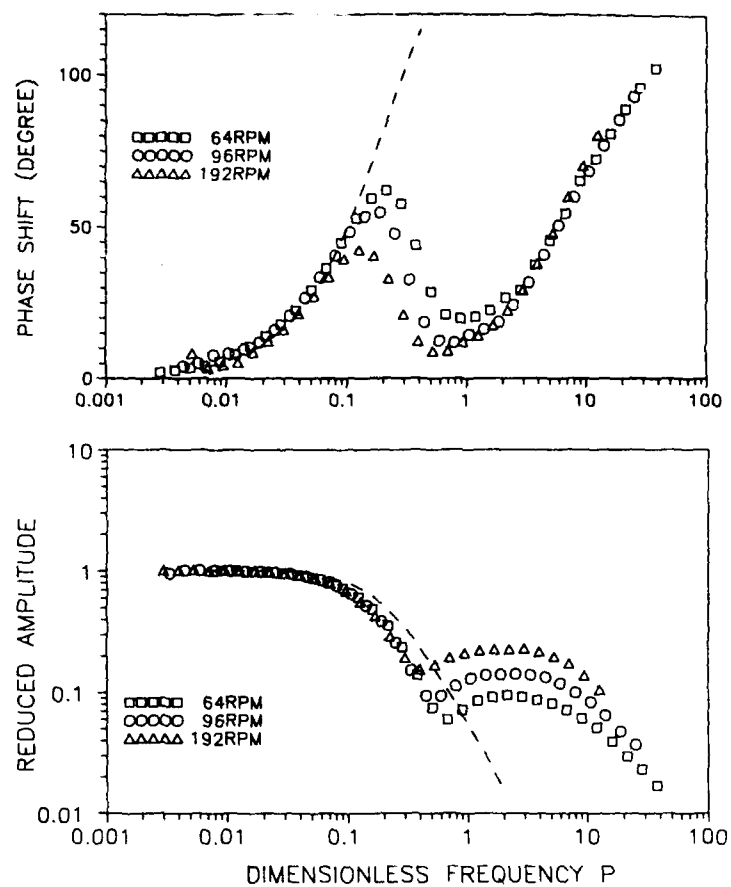 PHASE SHIFT (DEGREE)
100
50
0
64RPM
96RPM
192RPM
0.001
0.01
0.1
1
10
100
REDUCED AMPLITUDE
10
1
0.1
0.01
64RPM
96RPM
192RPM
0.001
0.01
0.1
1
10
100
DIMENSIONLESS FREQUENCY P